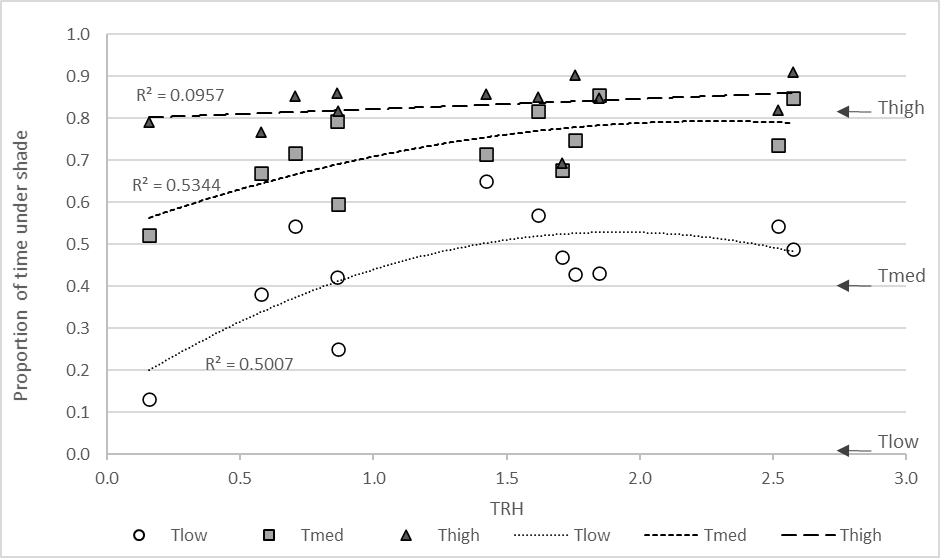 Proportion of time under shade
1.0
0.9
0.8
0.7
0.6
0.5
0.4
0.3
0.2
0.1
0.0
R² = 0.0957
R² = 0.5344
R² = 0.5007
Thigh
Tmed
Tlow
0.0 0.5 1.0 1.5 2.0 2.5 3.0
TRH
Tlow Tmed Thigh Tlow Tmed Thigh